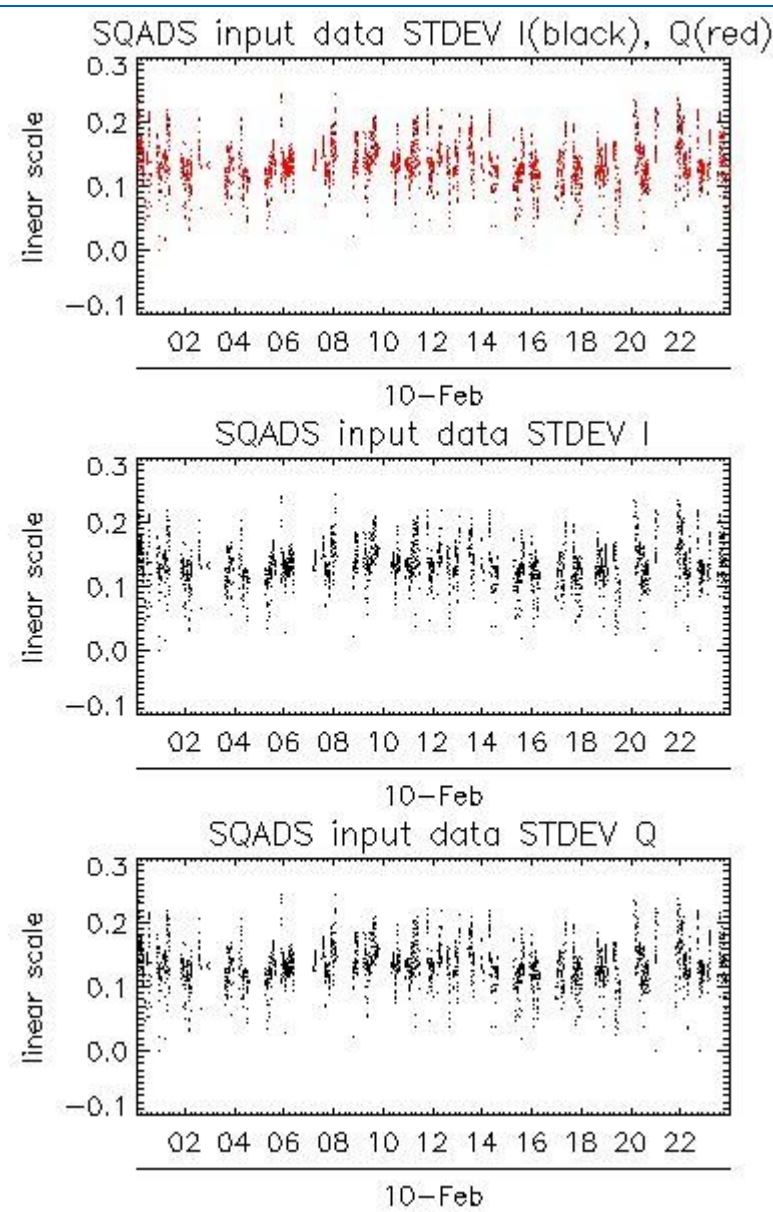 SQADS input data STDEV I(black), Q(red)
0.3
0.2
0.1
0.0
−0.1
linear scale
02 04 06 08 10 12 14 16 18 20 22
10−Feb
SQADS input data STDEV I
0.3
0.2
0.1
0.0
−0.1
linear scale
02 04 06 08 10 12 14 16 18 20 22
10−Feb
SQADS input data STDEV Q
0.3
0.2
0.1
0.0
−0.1
linear scale
02 04 06 08 10 12 14 16 18 20 22
10−Feb